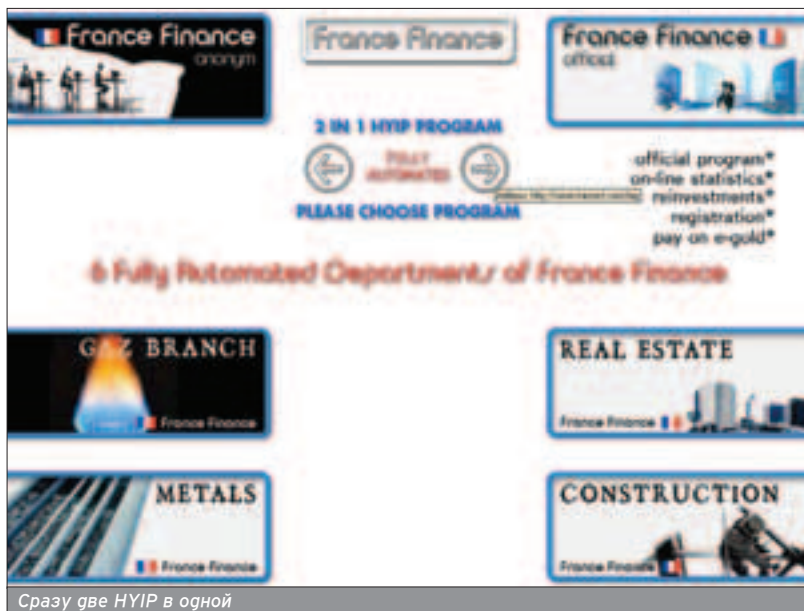 France Finance
anonym
France Finance
France Finance
official
2 IN 1 HYIP PROGRAM
FULLY
AUTOMATED
PLEASE CHOOSE PROGRAM
official program*
on-line statistics*
reinvestments*
registration*
pay on e-gold*
6 Fully Automated Departments of France Finance
GAZ BRANCH
France Finance
REAL ESTATE
France Finance
METALS
France Finance
CONSTRUCTION
France Finance
Сразу две HYIP в одной